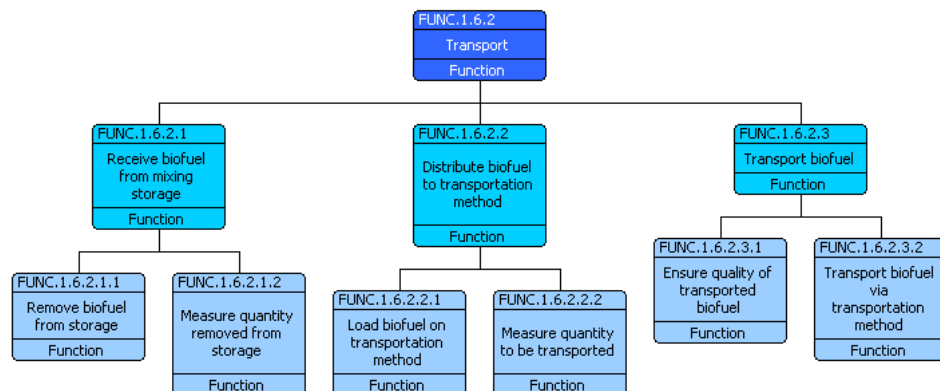 FUNC.1.6.2
Transport
Function
FUNC.1.6.2.1
Receive biofuel
from mixing
storage
Function
FUNC.1.6.2.2
Distribute biofuel
to transportation
method
Function
FUNC.1.6.2.3
Transport biofuel
Function
FUNC.1.6.2.1.1
Remove biofuel
from storage
Function
FUNC.1.6.2.1.2
Measure quantity
removed from
storage
Function
FUNC.1.6.2.2.1
Load biofuel on
transportation
method
Function
FUNC.1.6.2.2.2
Measure quantity
to be transported
Function
FUNC.1.6.2.3.1
Ensure quality of
transported
biofuel
Function
FUNC.1.6.2.3.2
Transport biofuel
via
transportation
method
Function